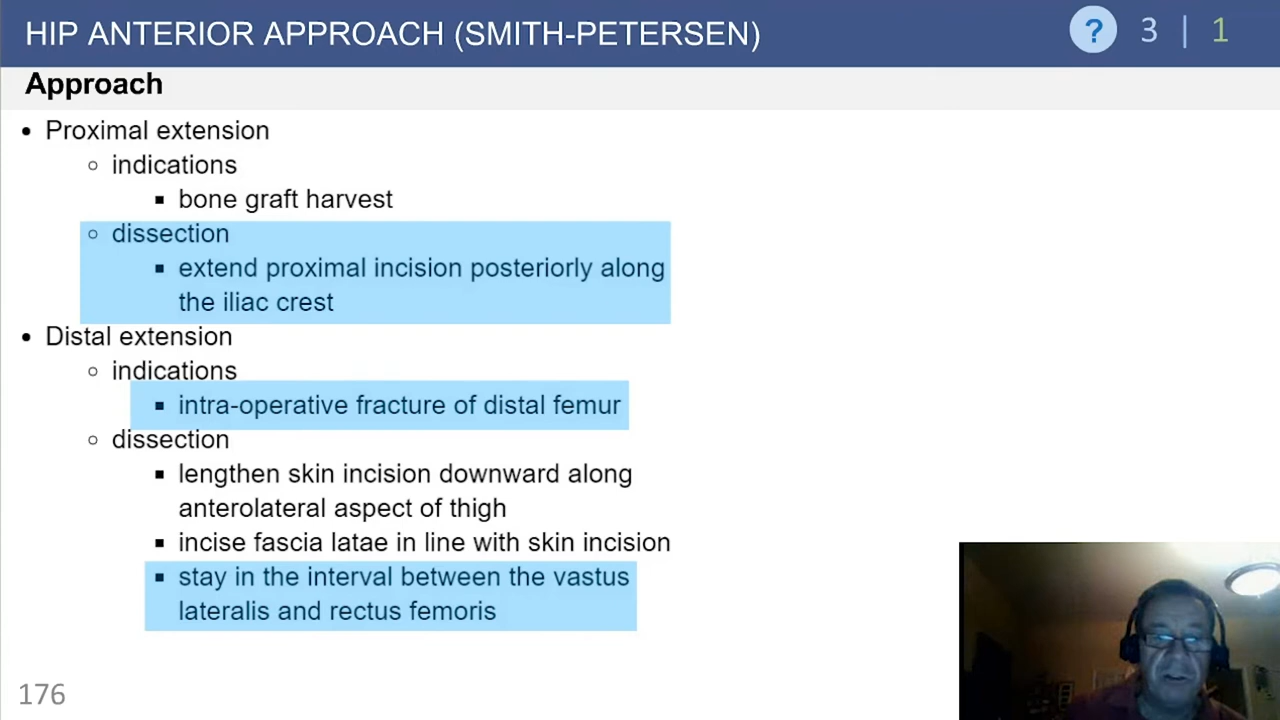 HIP ANTERIOR APPROACH (SMITH-PETERSEN)
? 3 | 1
Approach
• Proximal extension
○ indications
▪ bone graft harvest
○ dissection
▪ extend proximal incision posteriorly along
the iliac crest
• Distal extension
○ indications
▪ intra-operative fracture of distal femur
○ dissection
▪ lengthen skin incision downward along
anterolateral aspect of thigh
▪ incise fascia latae in line with skin incision
▪ stay in the interval between the vastus
lateralis and rectus femoris
176